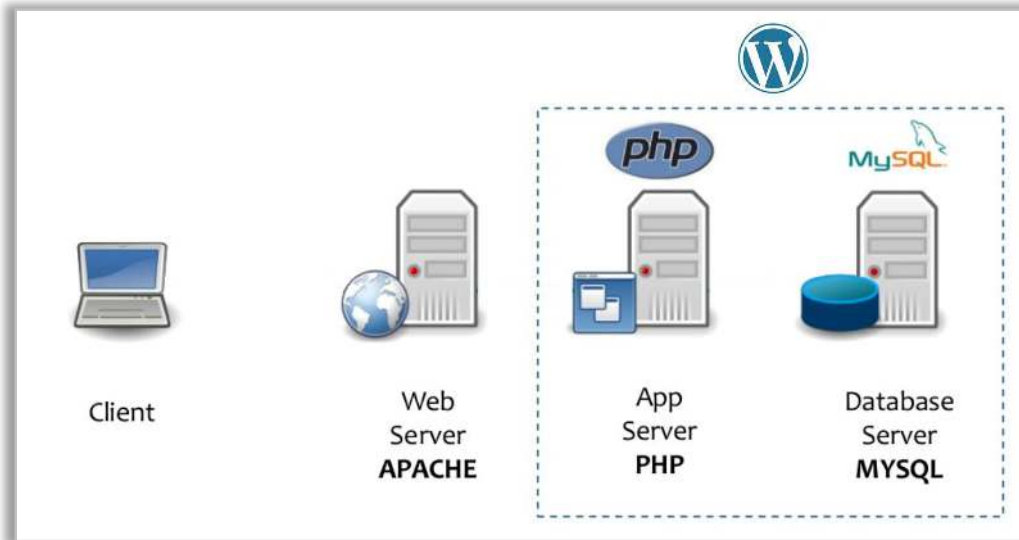 W
php
MySQL
Client
Web
Server
APACHE
App
Server
PHP
Database
Server
MYSQL